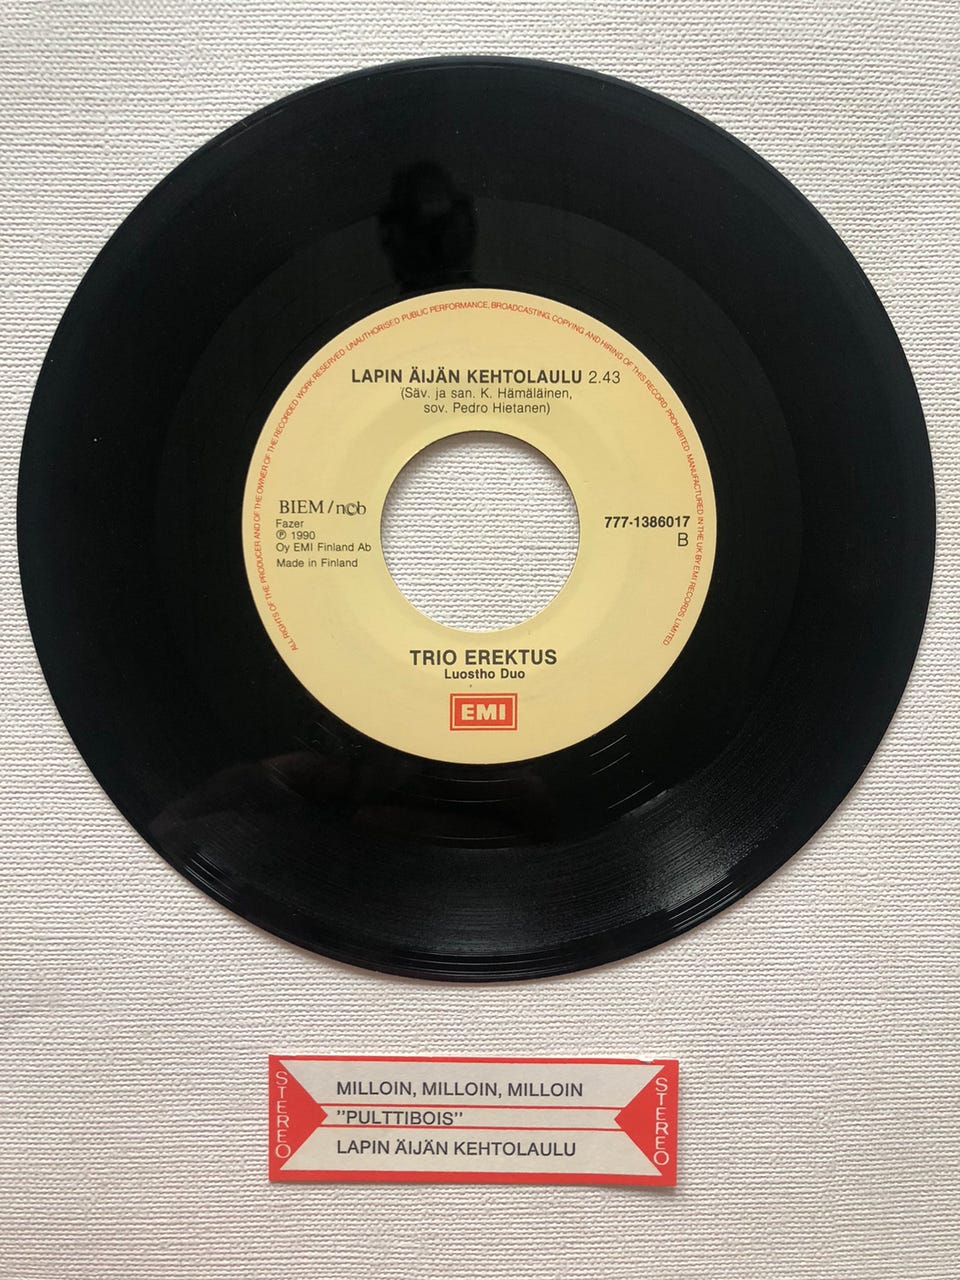 ALL RIGHTS OF THE PRODUCER AND OF THE OWNER OF THE RECORDED WORK RESERVED. UNAUTHORISED PUBLIC PERFORMANCE, BROADCASTING, COPYING AND HIRING OF THIS RECORD PROHIBITED. MANUFACTURED IN THE UK BY EMI RECORDS LIMITED
LAPIN ÄIJÄN KEHTOLAULU 2.43
(Säv. ja san. K. Hämäläinen,
sov. Pedro Hietanen)
BIEM/n©b
Fazer
℗ 1990
Oy EMI Finland Ab
Made in Finland
777-1386017
B
TRIO EREKTUS
Luostho Duo
EMI
STEREO
MILLOIN, MILLOIN, MILLOIN
"PULTTIBOIS"
LAPIN ÄIJÄN KEHTOLAULU
STEREO